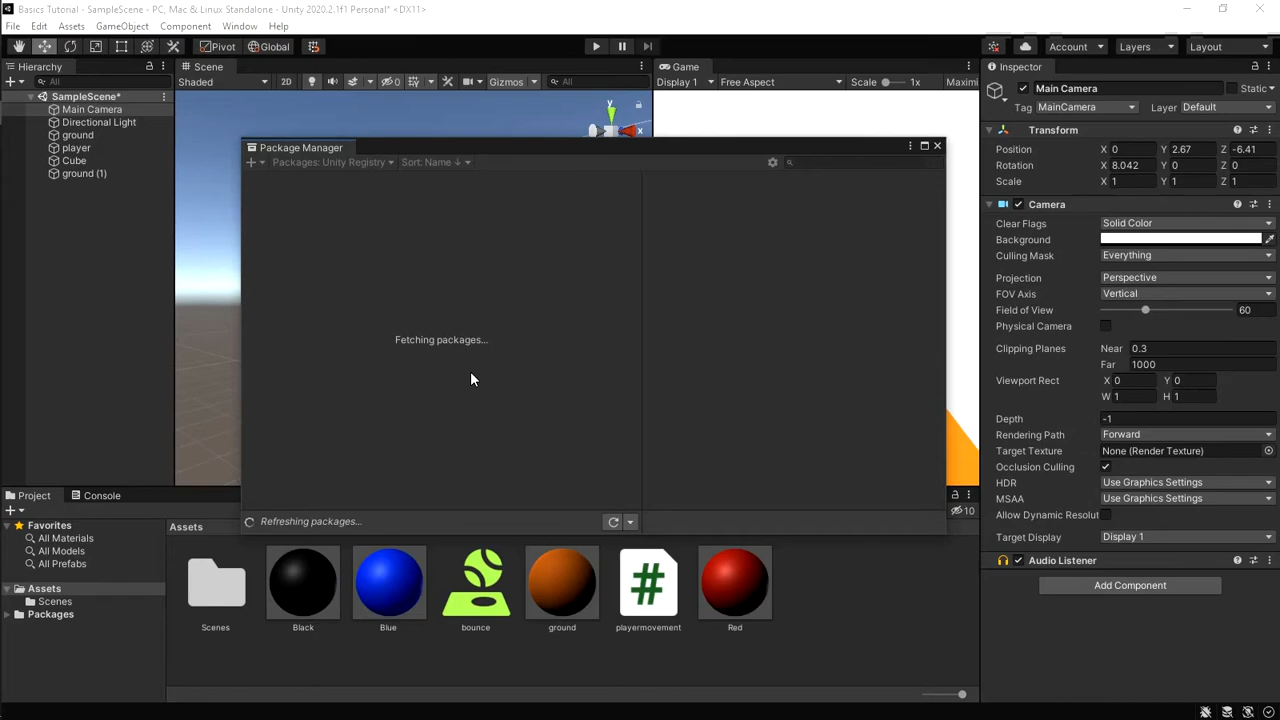 Basics Tutorial - SampleScene - PC, Mac & Linux Standalone - Unity 2020.2.1f1 Personal* <DX11>
File Edit Assets GameObject Component Window Help
Pivot Global Account Layers Layout
Hierarchy
All
SampleScene*
Main Camera
Directional Light
ground
player
Cube
ground (1)
Scene
Shaded 2D 0 Gizmos All
y
x
Game
Display 1 Free Aspect Scale 1x Maximi
Package Manager
Packages: Unity Registry Sort: Name ↓
Fetching packages...
Refreshing packages...
Inspector
Main Camera Static
Tag MainCamera Layer Default
Transform
Position X 0 Y 2.67 Z -6.41
Rotation X 8.042 Y 0 Z 0
Scale X 1 Y 1 Z 1
Camera
Clear Flags Solid Color
Background
Culling Mask Everything
Projection Perspective
FOV Axis Vertical
Field of View 60
Physical Camera
Clipping Planes Near 0.3
Far 1000
Viewport Rect X 0 Y 0
W 1 H 1
Depth -1
Rendering Path Forward
Target Texture None (Render Texture)
Occlusion Culling
HDR Use Graphics Settings
MSAA Use Graphics Settings
Allow Dynamic Resolut
Target Display Display 1
Audio Listener
Add Component
Project Console
10
Favorites
All Materials
All Models
All Prefabs
Assets
Scenes
Packages
Assets
Scenes Black Blue bounce ground playermovement Red